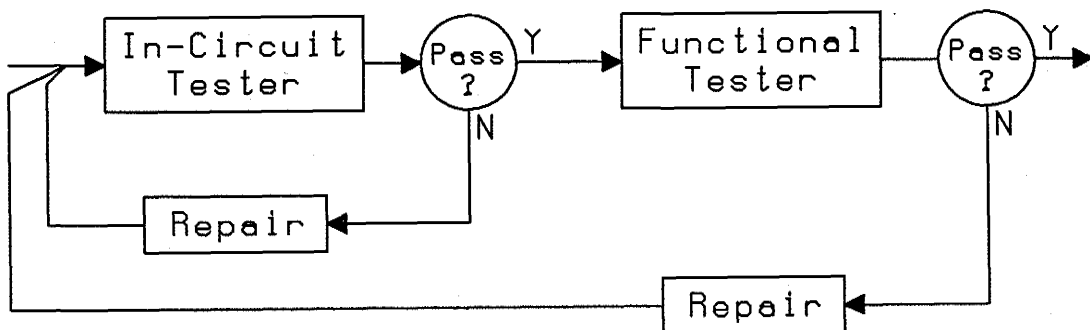 In-Circuit
Tester
Pass
?
Y
N
Functional
Tester
Pass
?
Y
N
Repair
Repair